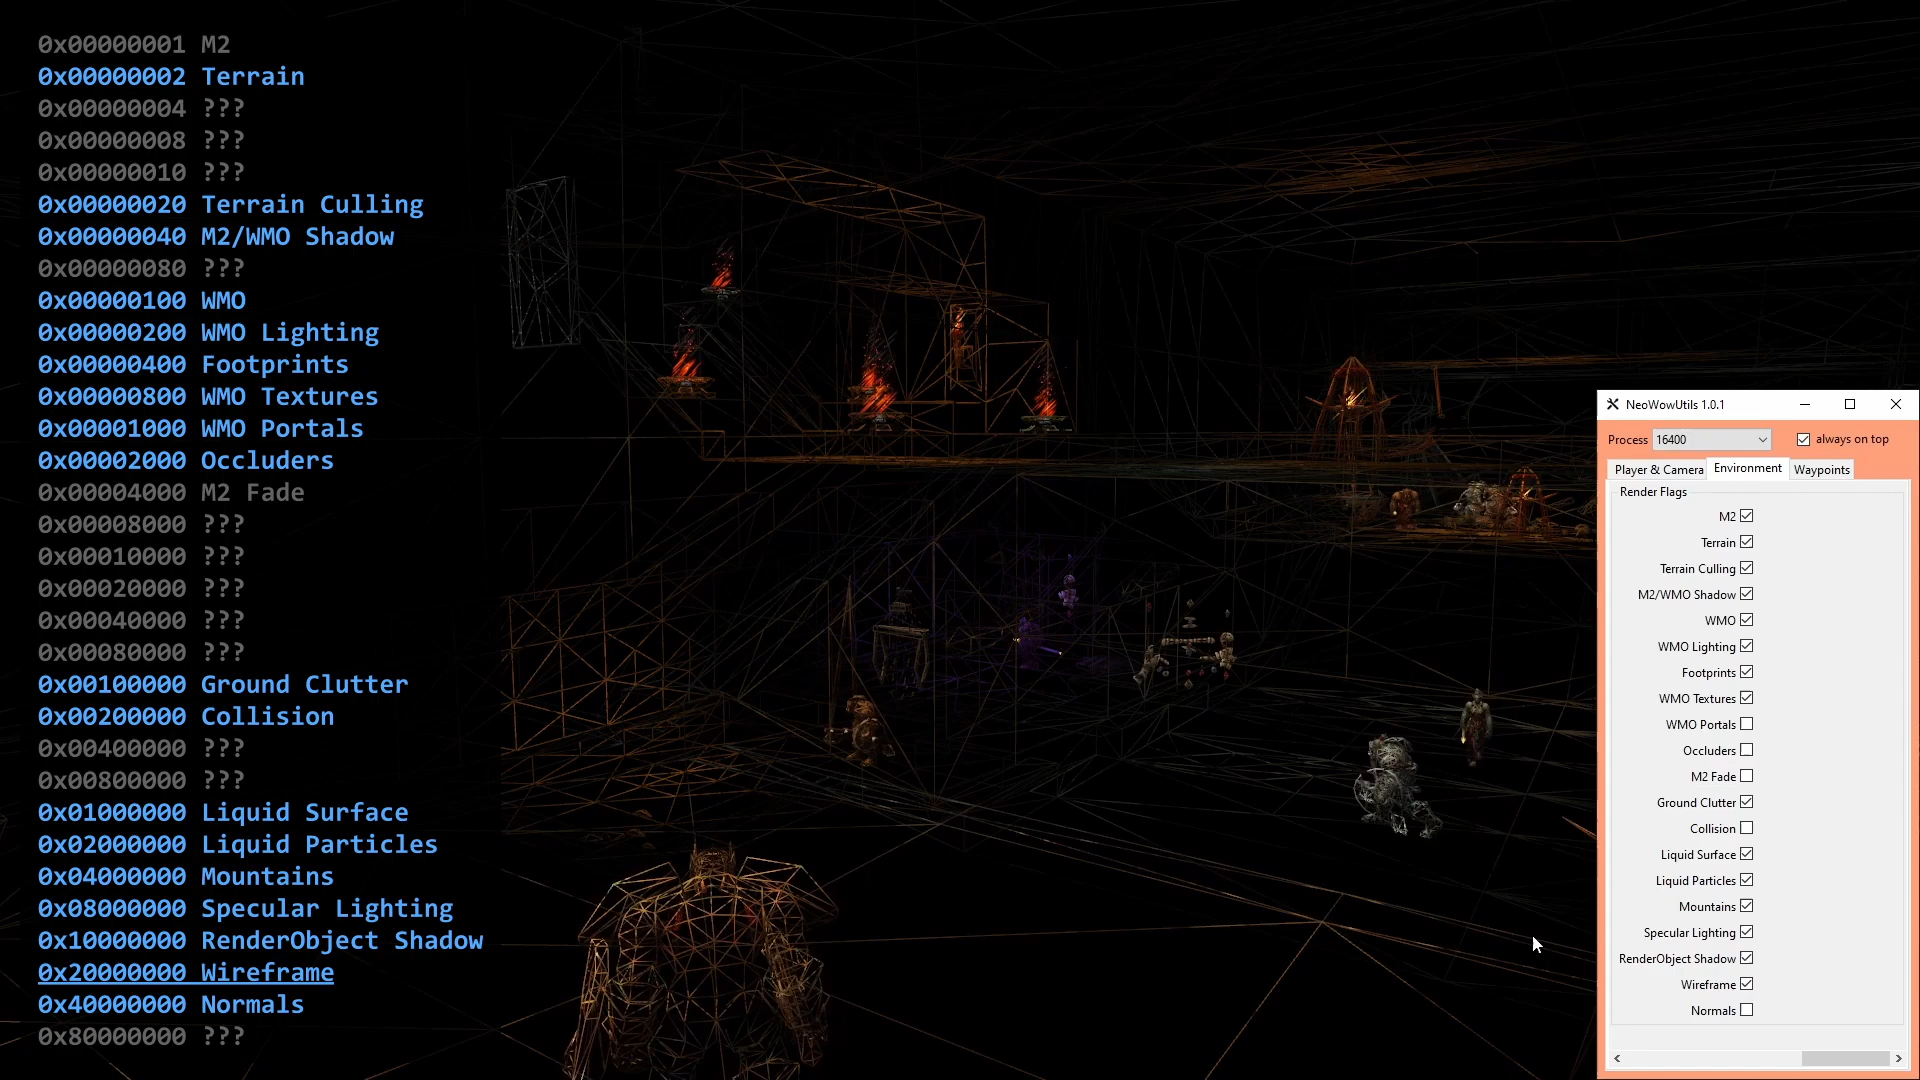 0x00000001 M2
0x00000002 Terrain
0x00000004 ???
0x00000008 ???
0x00000010 ???
0x00000020 Terrain Culling
0x00000040 M2/WMO Shadow
0x00000080 ???
0x00000100 WMO
0x00000200 WMO Lighting
0x00000400 Footprints
0x00000800 WMO Textures
0x00001000 WMO Portals
0x00002000 Occluders
0x00004000 M2 Fade
0x00008000 ???
0x00010000 ???
0x00020000 ???
0x00040000 ???
0x00080000 ???
0x00100000 Ground Clutter
0x00200000 Collision
0x00400000 ???
0x00800000 ???
0x01000000 Liquid Surface
0x02000000 Liquid Particles
0x04000000 Mountains
0x08000000 Specular Lighting
0x10000000 RenderObject Shadow
0x20000000 Wireframe
0x40000000 Normals
0x80000000 ???
NeoWowUtils 1.0.1
Process 16400 always on top
Player & Camera Environment Waypoints
Render Flags
M2
Terrain
Terrain Culling
M2/WMO Shadow
WMO
WMO Lighting
Footprints
WMO Textures
WMO Portals
Occluders
M2 Fade
Ground Clutter
Collision
Liquid Surface
Liquid Particles
Mountains
Specular Lighting
RenderObject Shadow
Wireframe
Normals